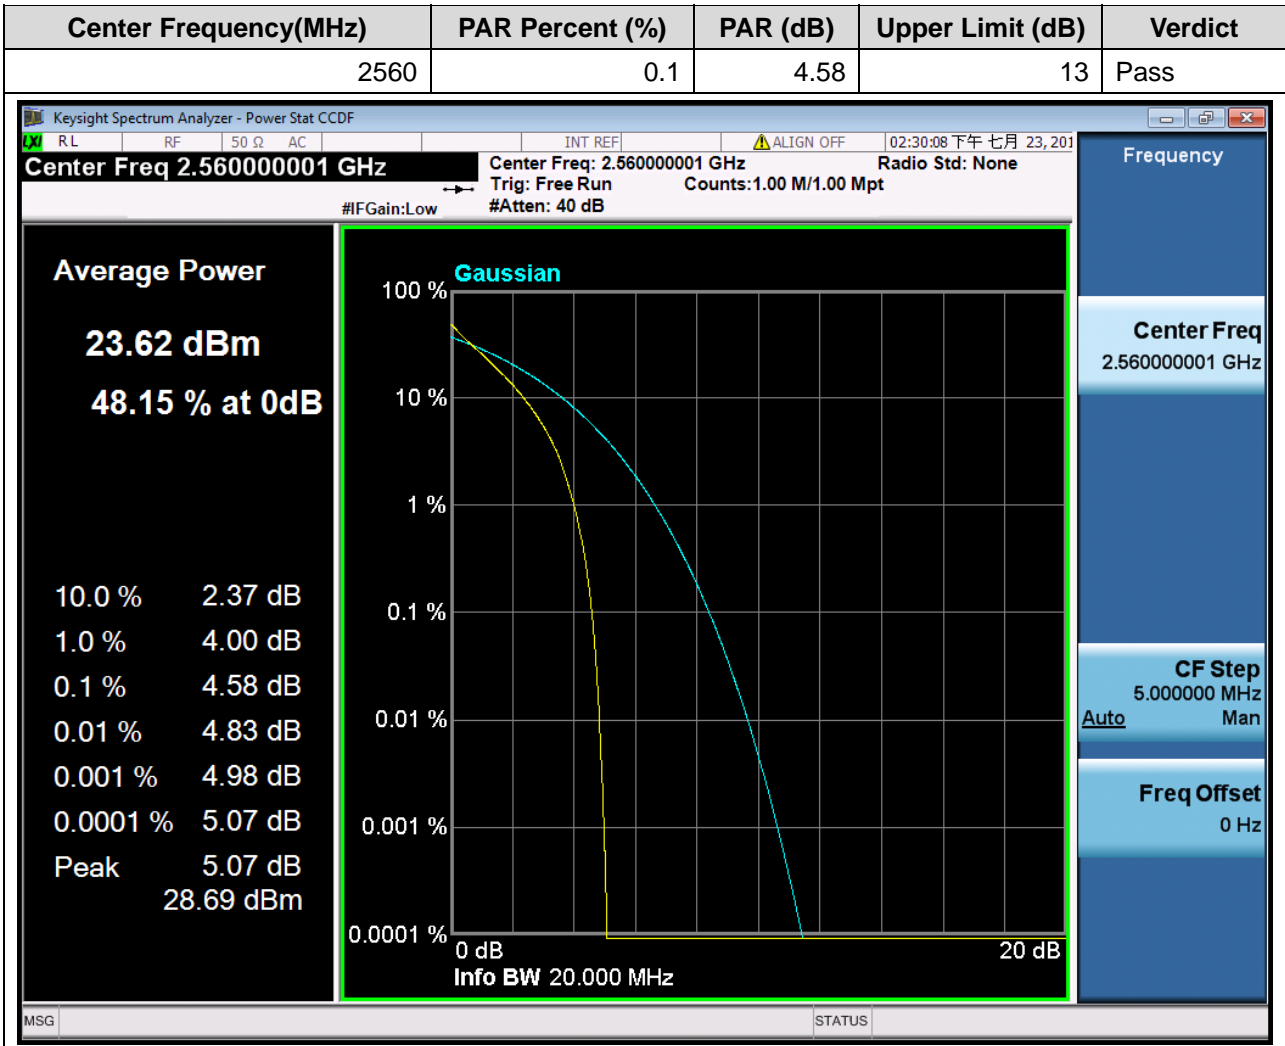 Center Frequency(MHz) PAR Percent (%) PAR (dB) Upper Limit (dB) Verdict
2560 0.1 4.58 13 Pass
Keysight Spectrum Analyzer - Power Stat CCDF
LXI RL RF 50 Ω AC INT REF ALIGN OFF 02:30:08 下午 七月 23, 201
Center Freq 2.560000001 GHz
Center Freq: 2.560000001 GHz Radio Std: None
Trig: Free Run Counts:1.00 M/1.00 Mpt
#IFGain:Low #Atten: 40 dB
Average Power
23.62 dBm
48.15 % at 0dB
10.0 % 2.37 dB
1.0 % 4.00 dB
0.1 % 4.58 dB
0.01 % 4.83 dB
0.001 % 4.98 dB
0.0001 % 5.07 dB
Peak 5.07 dB
28.69 dBm
Gaussian
100 %
10 %
1 %
0.1 %
0.01 %
0.001 %
0.0001 %
0 dB 20 dB
Info BW 20.000 MHz
Frequency
Center Freq
2.560000001 GHz
CF Step
5.000000 MHz
Auto Man
Freq Offset
0 Hz
MSG STATUS